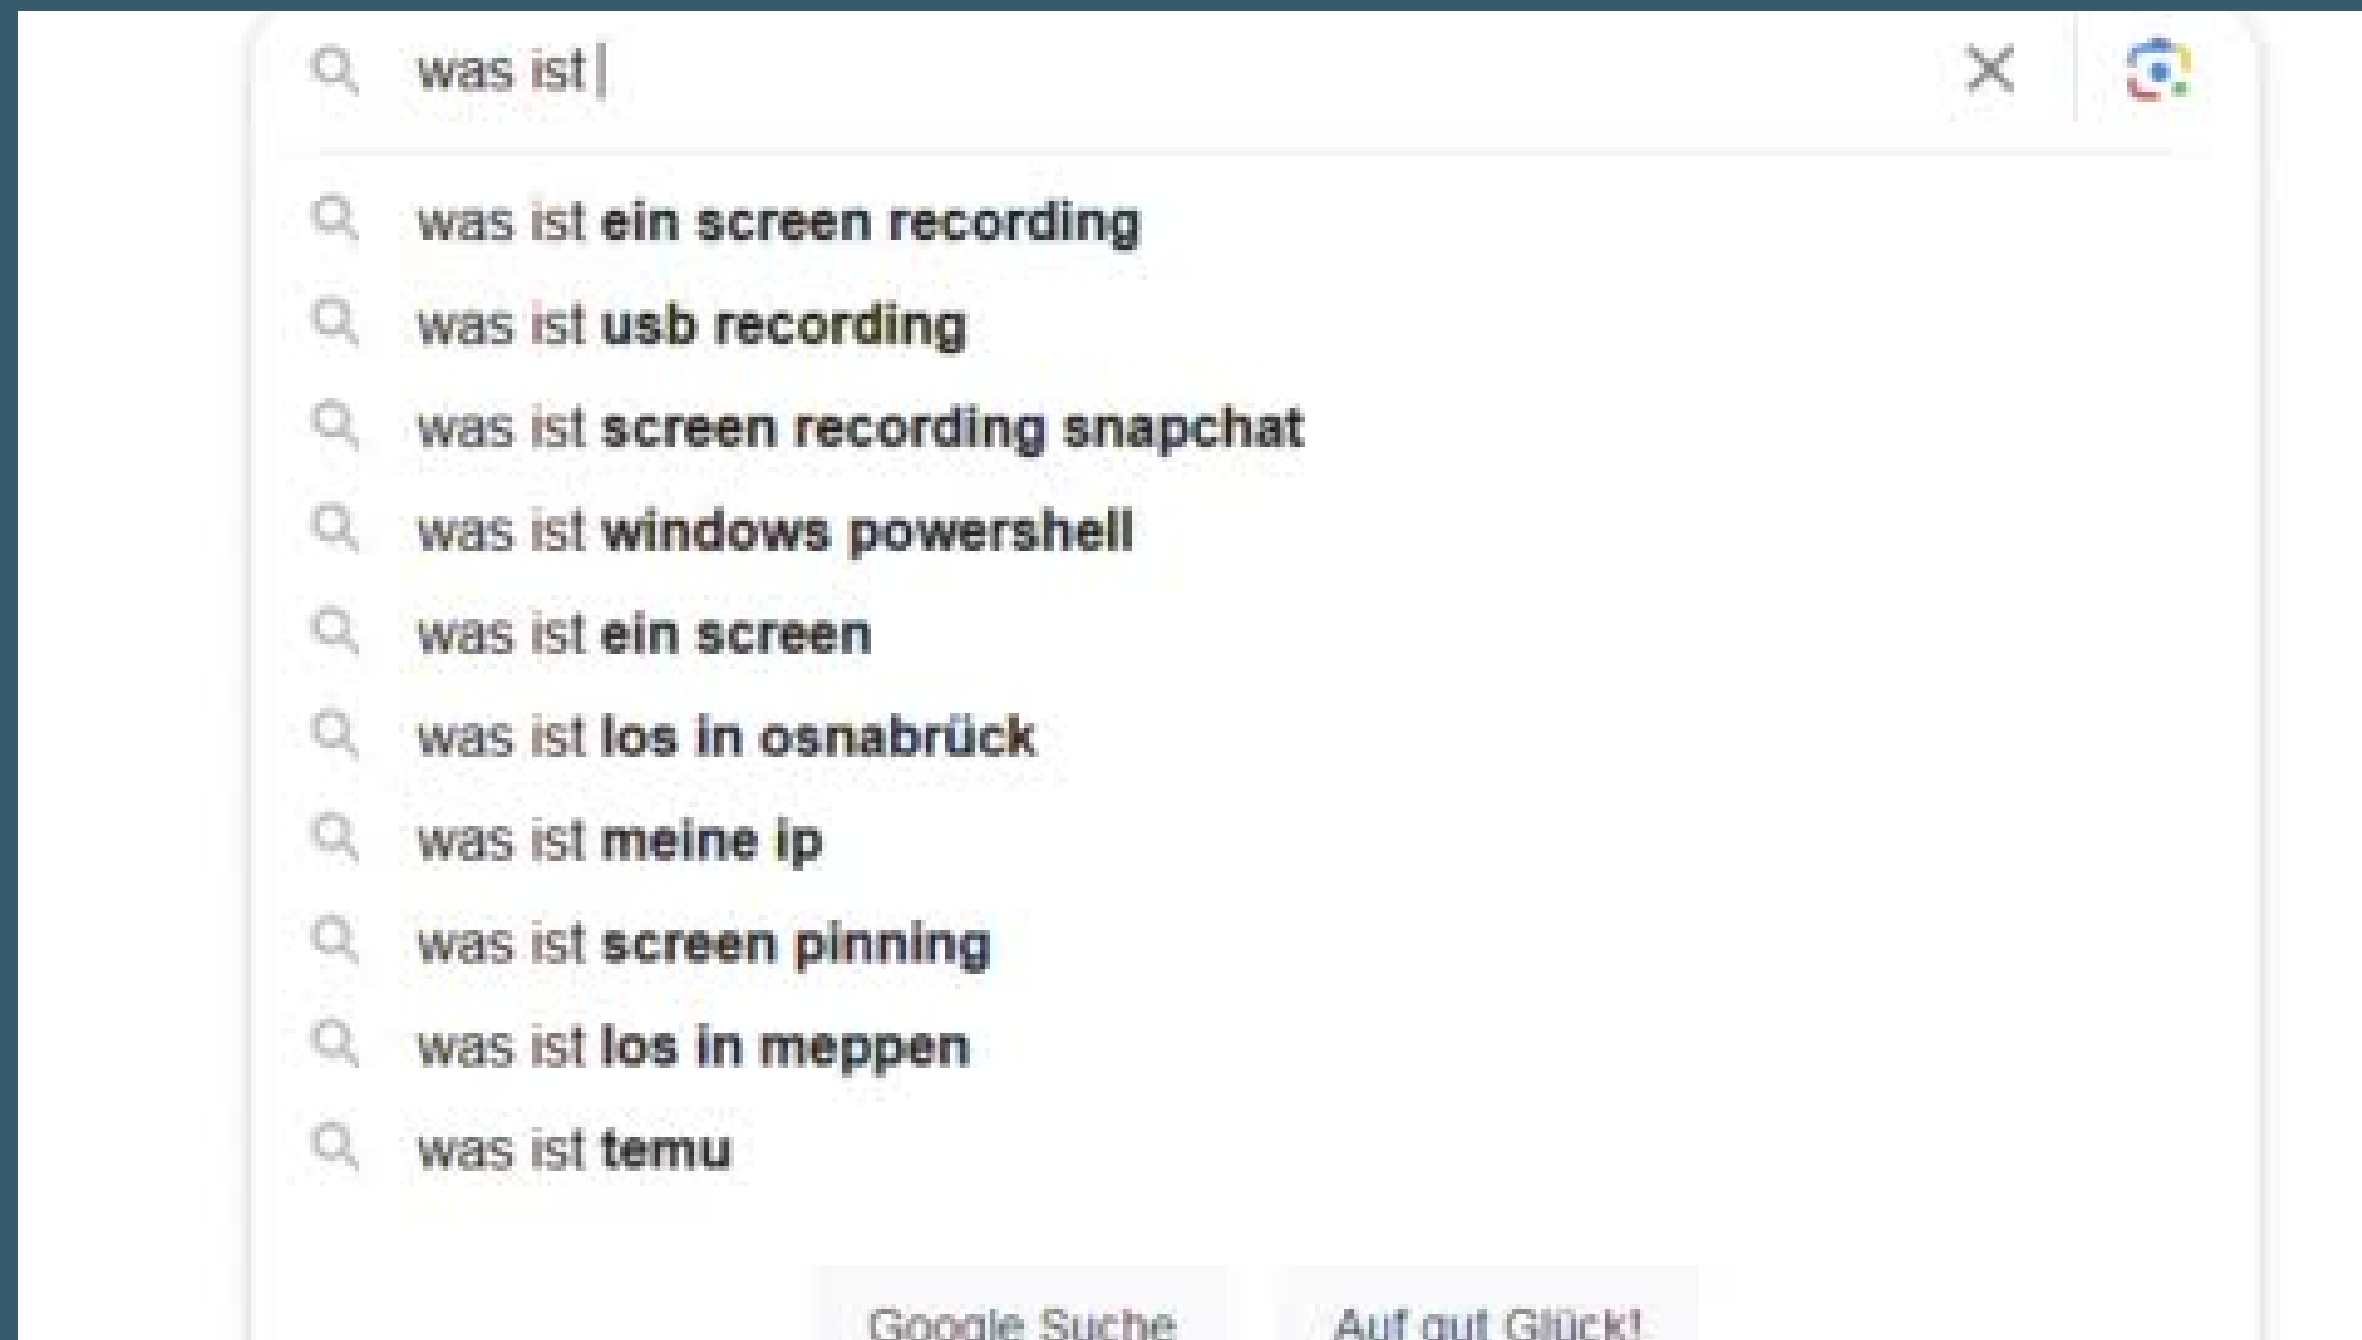 was ist
was ist ein screen recording
was ist usb recording
was ist screen recording snapchat
was ist windows powershell
was ist ein screen
was ist los in osnabrück
was ist meine ip
was ist screen pinning
was ist los in meppen
was ist temu
Google Suche Auf gut Glück!